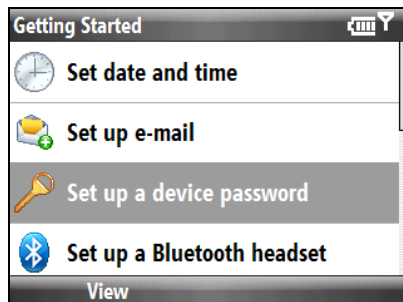 Getting Started
Set date and time
Set up e-mail
Set up a device password
Set up a Bluetooth headset
View